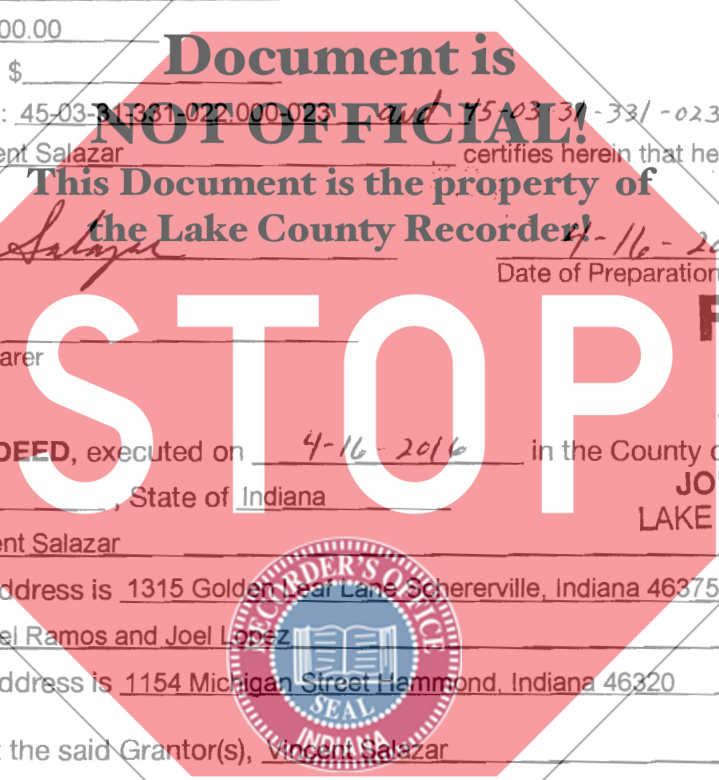 00.00
Document is
$
: 45-03-31-331-022.000-023 and 45-03-31-331-023
NOT OFFICIAL!
ent Salazar certifies herein that he
This Document is the property of
the Lake County Recorder!
Salazar 4-16-20
Date of Preparation
STOP
arer
DEED, executed on 4-16-2016 in the County o
, State of Indiana JO
LAKE
ent Salazar
ddress is 1315 Golden Leaf Lane Schererville, Indiana 46375
el Ramos and Joel Lopez
ddress is 1154 Michigan Street Hammond, Indiana 46320
RECORDER'S OFFICE
SEAL
INDIANA
t the said Grantor(s), Vincent Salazar